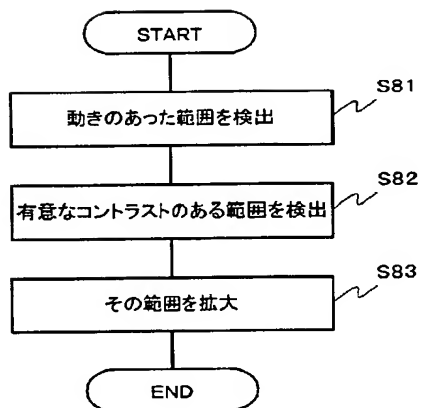 START
動きのあった範囲を検出
S81
有意なコントラストのある範囲を検出
S82
その範囲を拡大
S83
END